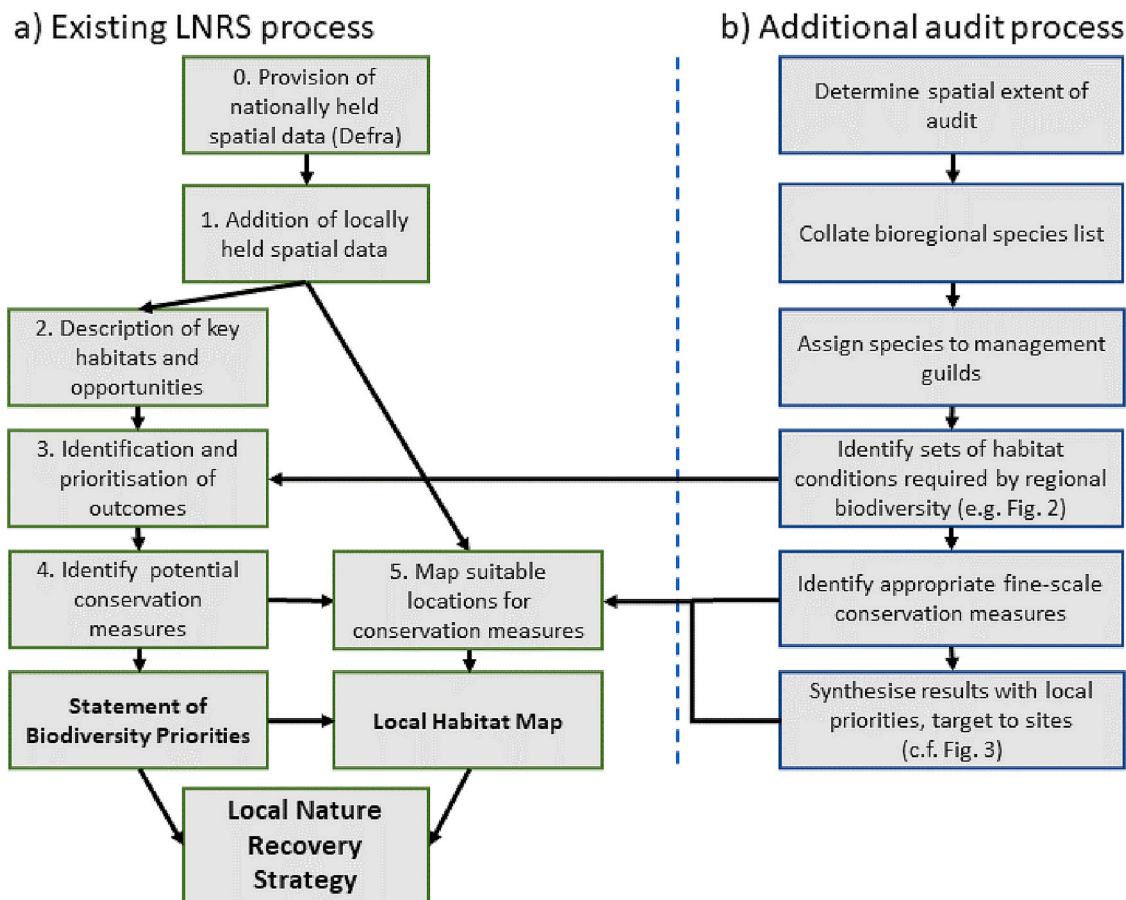 a) Existing LNRS process
0. Provision of
nationally held
spatial data (Defra)
1. Addition of locally
held spatial data
2. Description of key
habitats and
opportunities
3. Identification and
prioritisation of
outcomes
4. Identify potential
conservation
measures
5. Map suitable
locations for
conservation measures
Statement of
Biodiversity Priorities
Local Habitat Map
Local Nature
Recovery
Strategy
b) Additional audit process
Determine spatial extent of
audit
Collate bioregional species list
Assign species to management
guilds
Identify sets of habitat
conditions required by regional
biodiversity (e.g. Fig. 2)
Identify appropriate fine-scale
conservation measures
Synthesise results with local
priorities, target to sites
(c.f. Fig. 3)